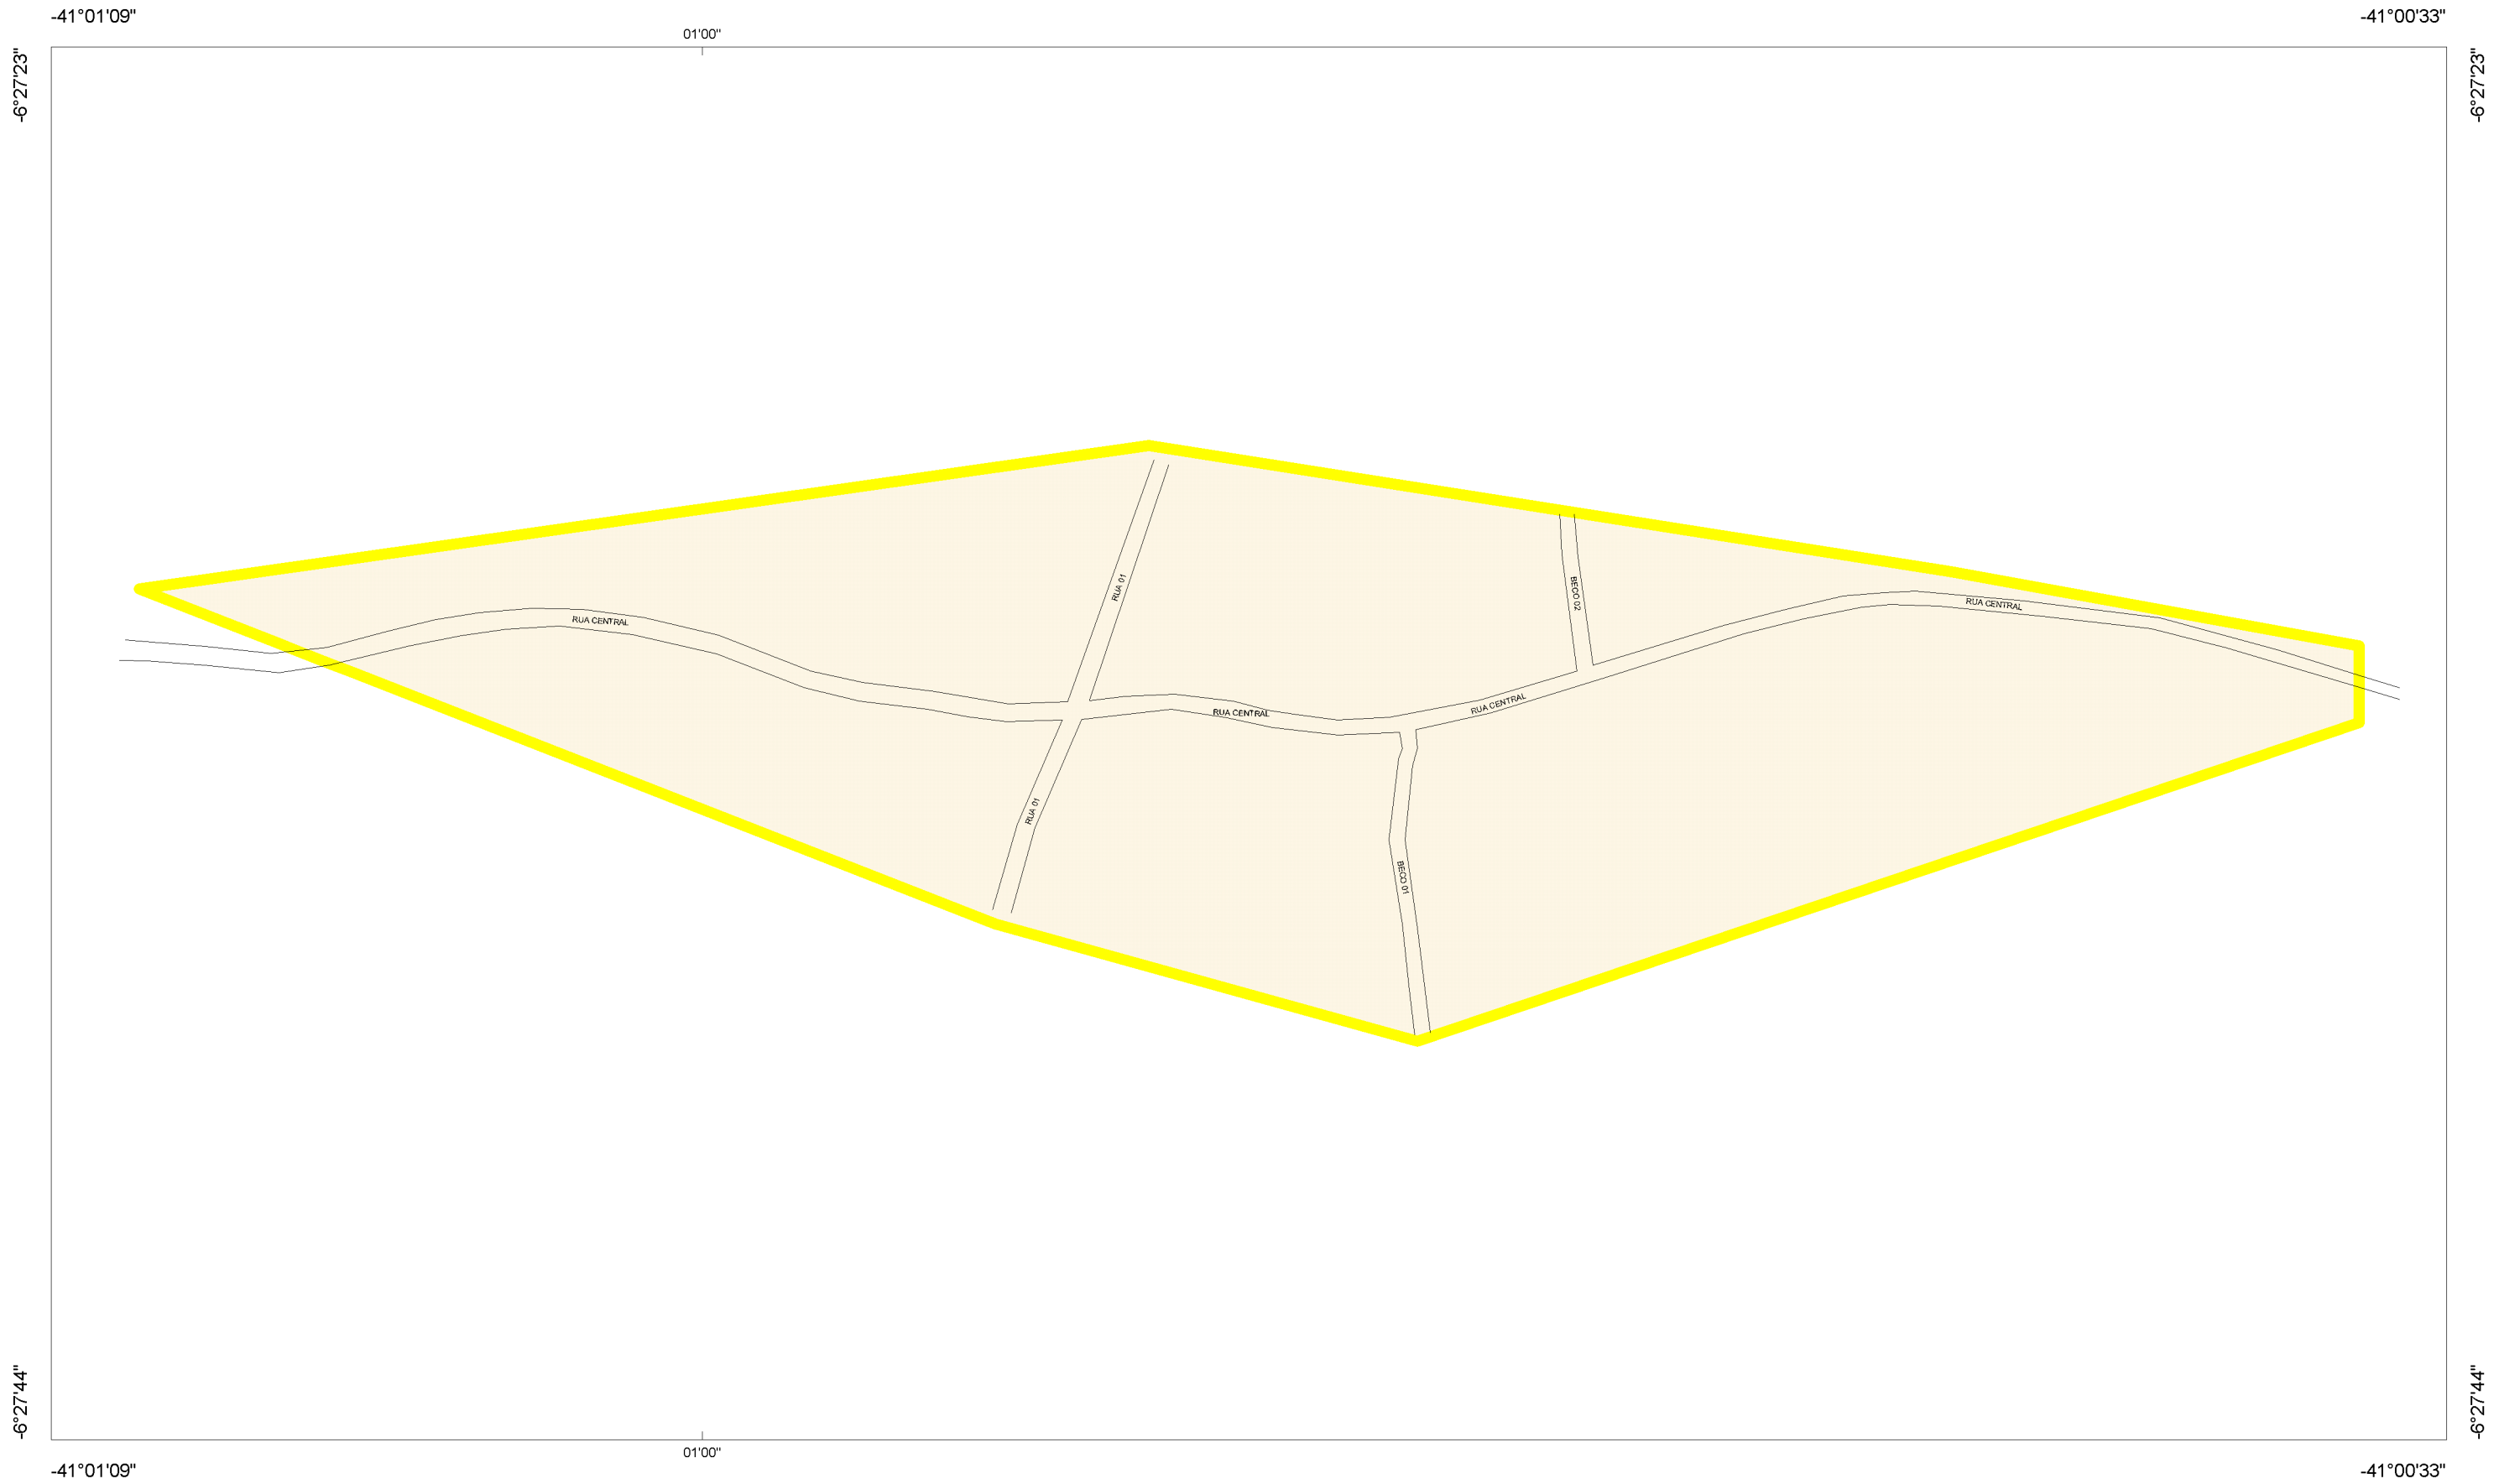 -41°01'09"
-41°00'33"
01'00"
-6°27'23"
-6°27'23"
RUA 01
BECO 02
RUA CENTRAL
RUA CENTRAL
RUA CENTRAL
RUA CENTRAL
RUA 01
BECO 01
-6°27'44"
-6°27'44"
01'00"
-41°01'09"
-41°00'33"